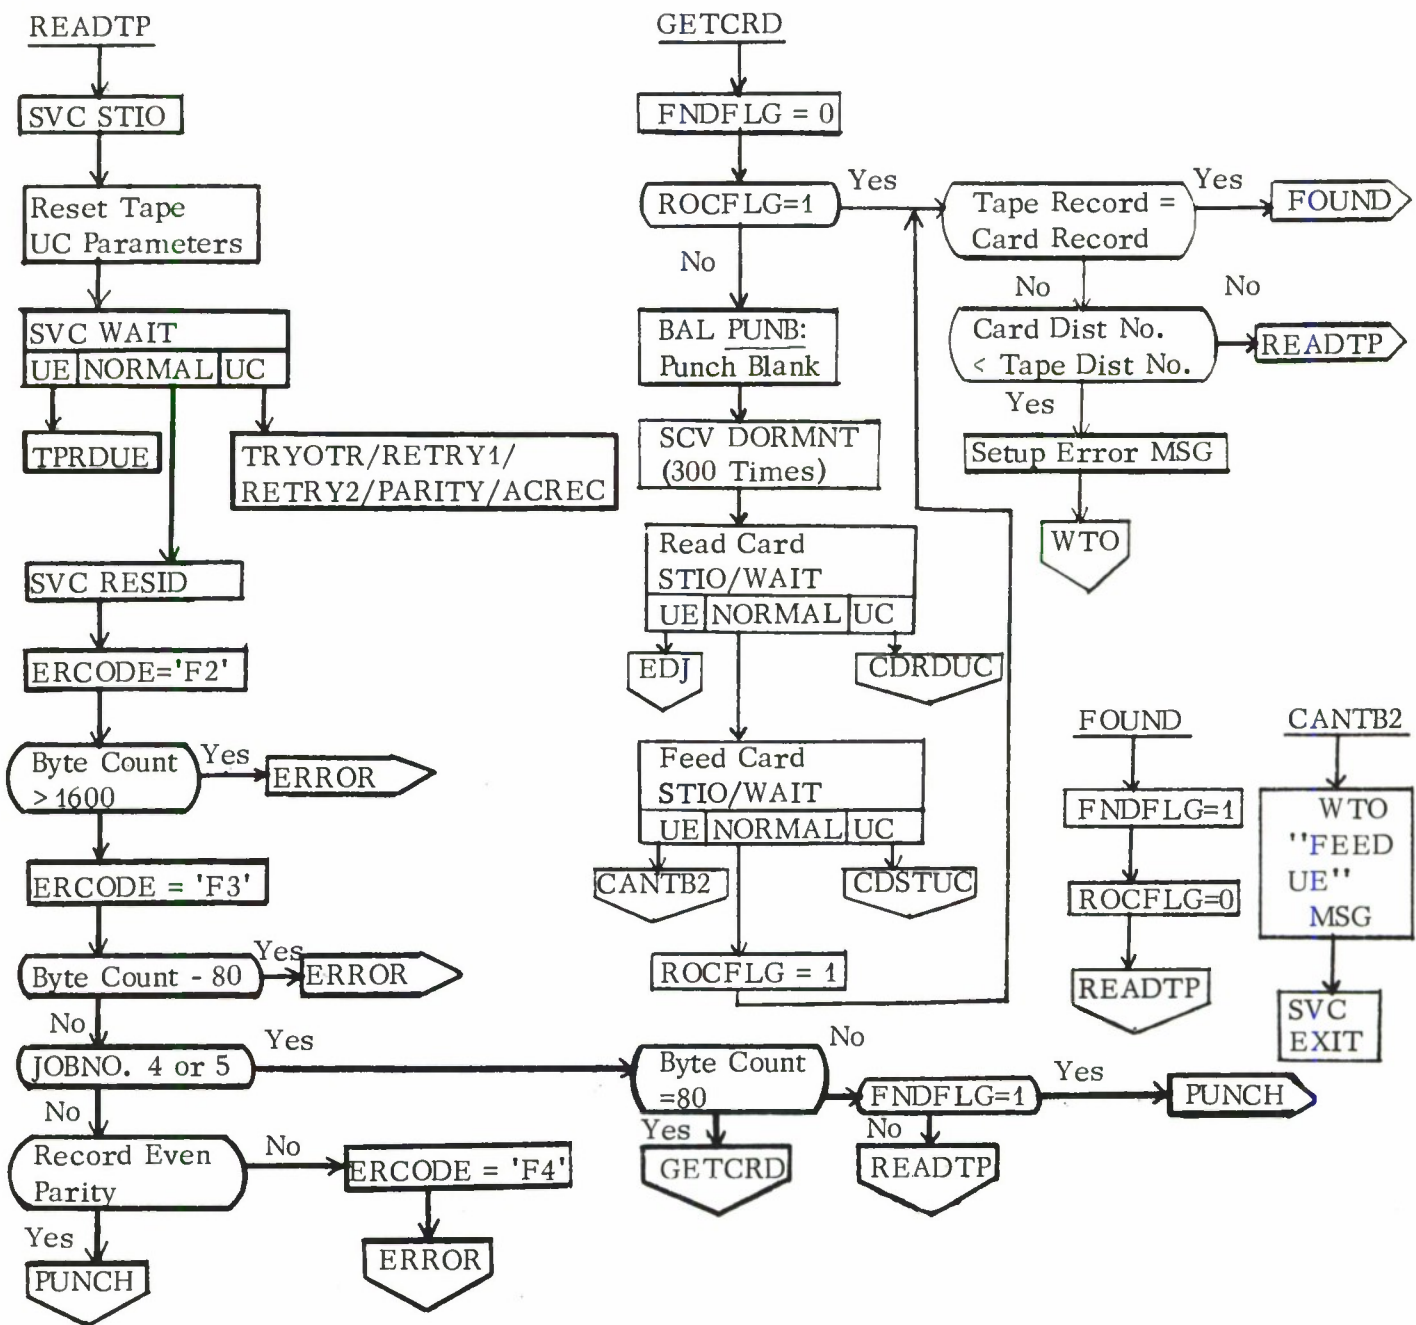 READTP
SVC STIO
Reset Tape
UC Parameters
SVC WAIT
UE NORMAL UC
TPRDUE
TRYOTR/RETRY1/
RETRY2/PARITY/ACREC
SVC RESID
ERCODE='F2'
Byte Count
>1600
Yes
ERROR
ERCODE = 'F3'
Byte Count - 80
Yes
ERROR
No
JOBNO. 4 or 5
Yes
No
Record Even
Parity
No
ERCODE = 'F4'
ERROR
Yes
PUNCH
Byte Count
=80
No
FNDFLG=1
Yes
PUNCH
Yes
GETCRD
No
READTP
GETCRD
FNDFLG = 0
ROCFLG=1
Yes
No
BAL PUNB:
Punch Blank
SCV DORMNT
(300 Times)
Read Card
STIO/WAIT
UE NORMAL UC
EDJ
CDRDUC
Feed Card
STIO/WAIT
UE NORMAL UC
CANTB2
CDSTUC
ROCFLG = 1
Tape Record =
Card Record
Yes
FOUND
No
Card Dist No.
< Tape Dist No.
No
READTP
Yes
Setup Error MSG
WTO
FOUND
FNDFLG=1
ROCFLG=0
READTP
CANTB2
WTO
"FEED
UE"
MSG
SVC
EXIT